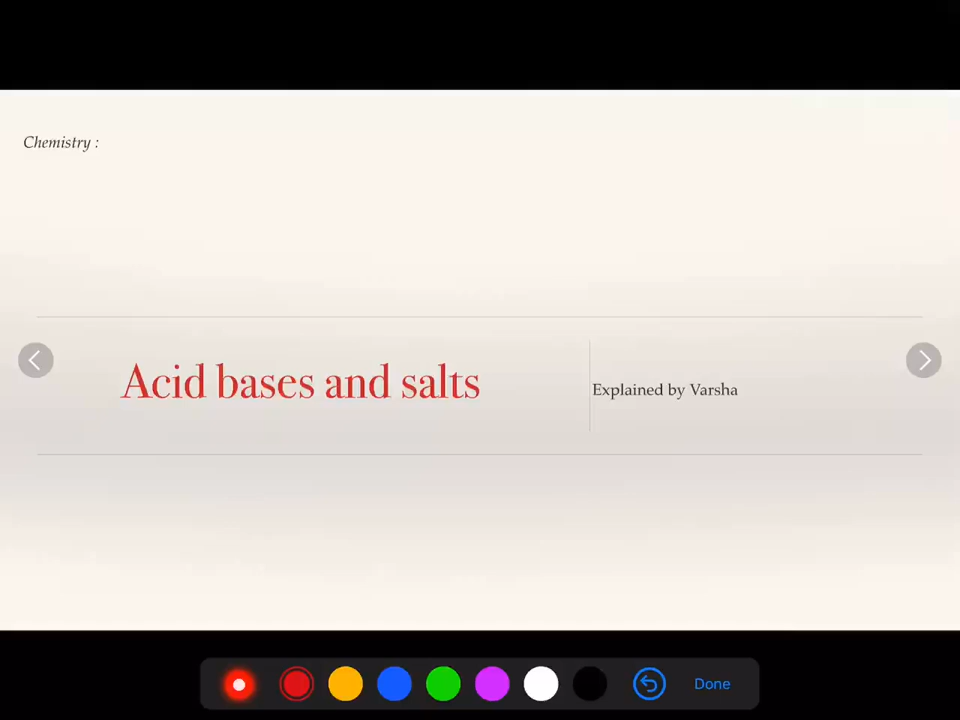 Chemistry :
Acid bases and salts
Explained by Varsha
Done